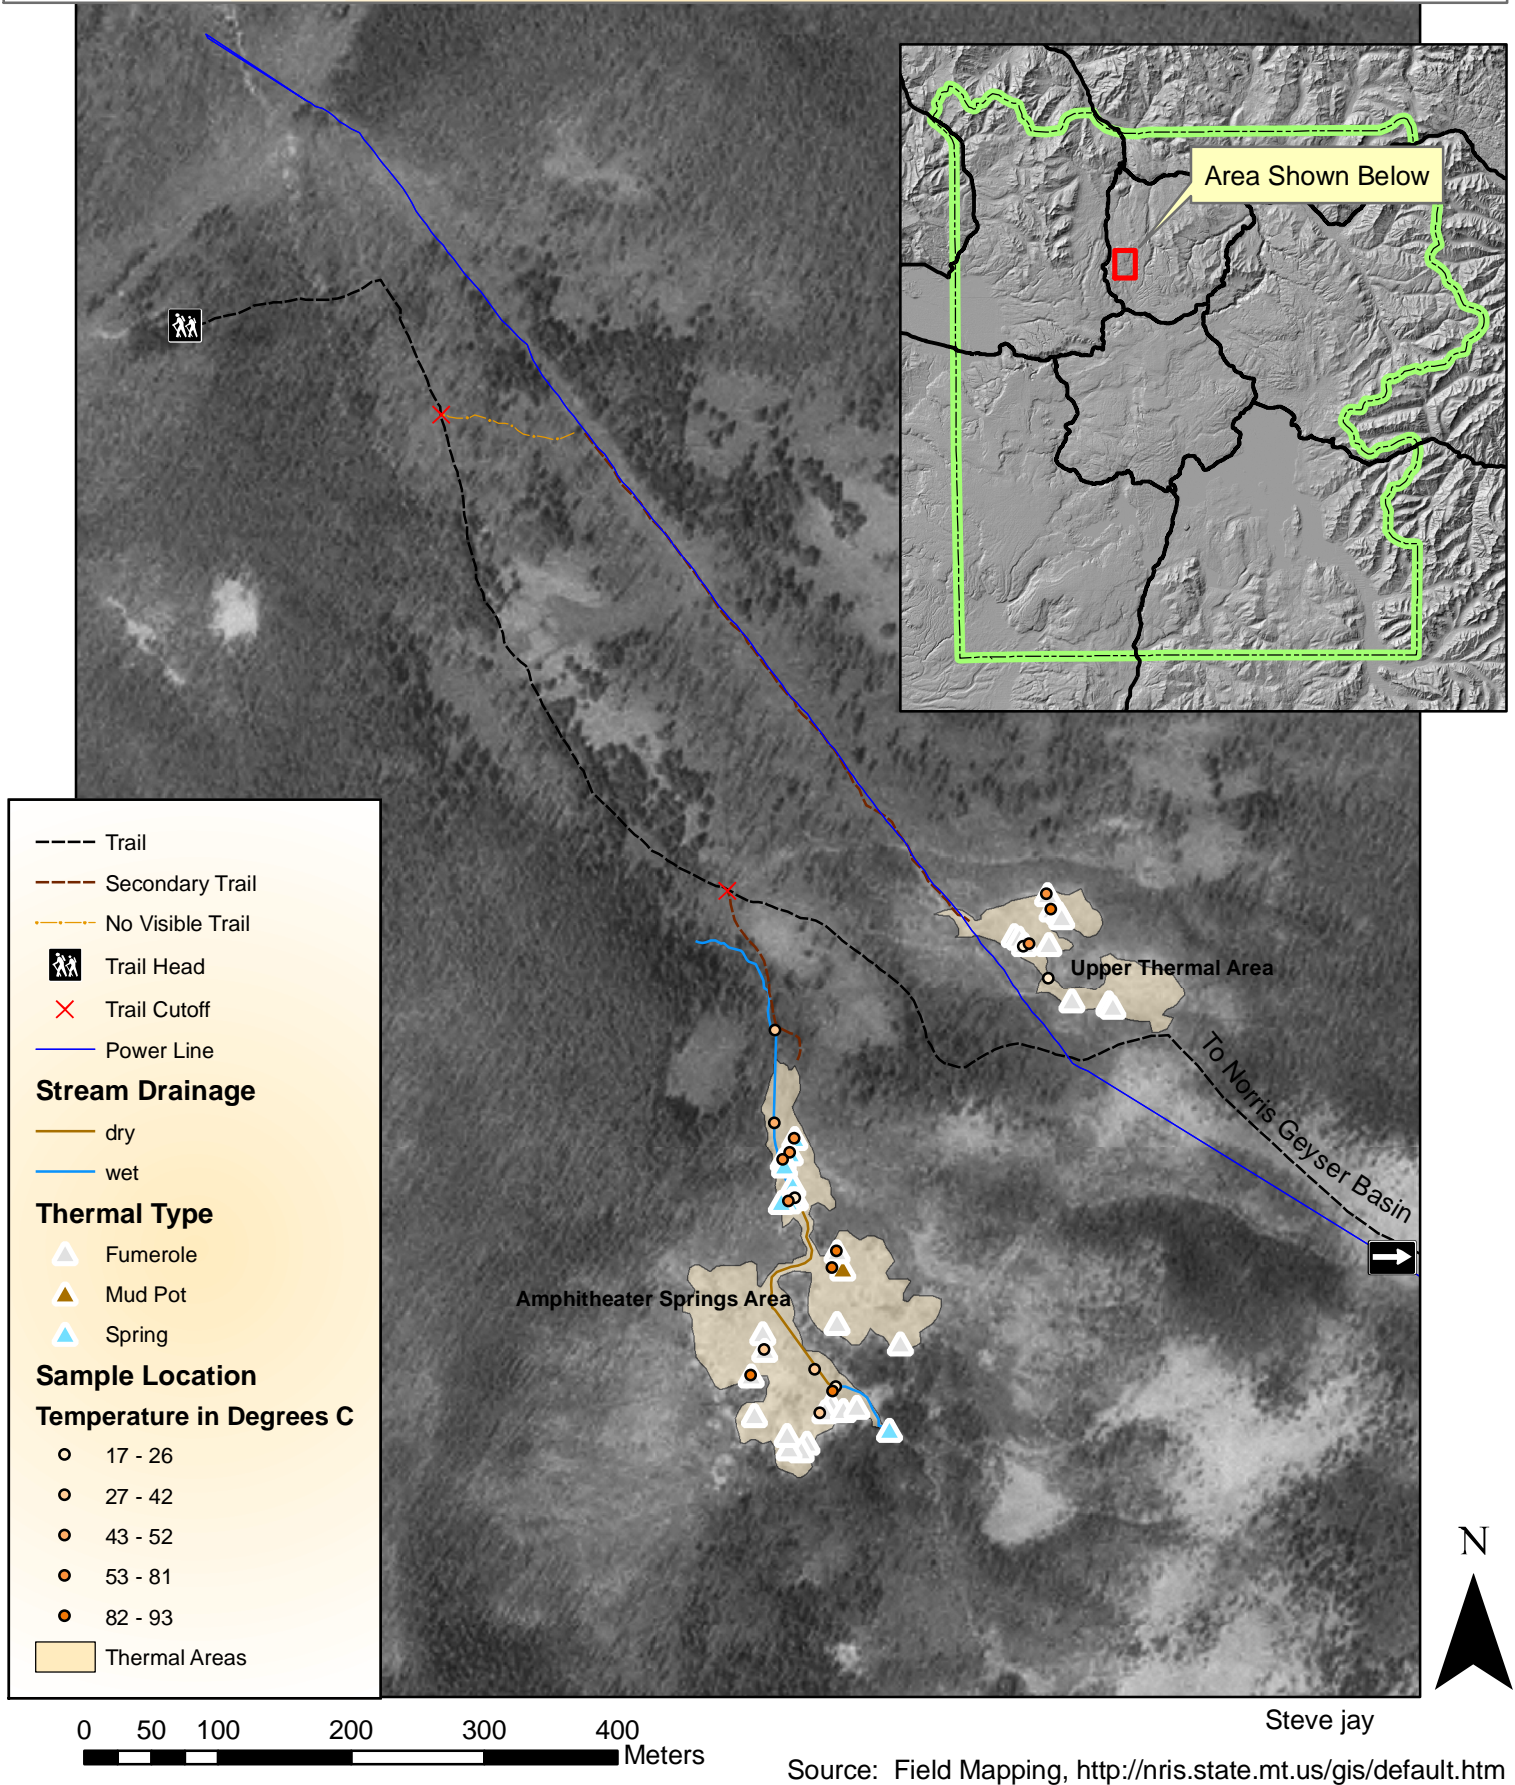 Area Shown Below
Trail
Secondary Trail
No Visible Trail
Trail Head
Trail Cutoff
Power Line
Stream Drainage
dry
wet
Thermal Type
Fumerole
Mud Pot
Spring
Sample Location
Temperature in Degrees C
17 - 26
27 - 42
43 - 52
53 - 81
82 - 93
Thermal Areas
Upper Thermal Area
To Norris Geyser Basin
Amphitheater Springs Area
N
0 50 100 200 300 400
Meters
Steve jay
Source: Field Mapping, http://nris.state.mt.us/gis/default.htm